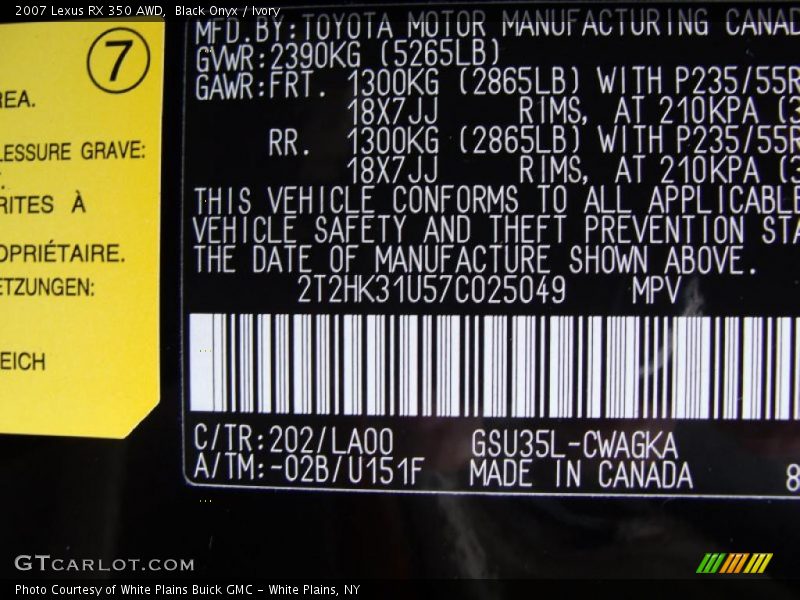 2007 Lexus RX 350 AWD, Black Onyx / Ivory
7
REA.
LESSURE GRAVE:
RITES À
OPRIÉTAIRE.
ETZUNGEN:
EICH
MFD.BY:TOYOTA MOTOR MANUFACTURING CANAD
GVWR:2390KG (5265LB)
GAWR:FRT. 1300KG (2865LB) WITH P235/55R
18X7JJ RIMS, AT 210KPA (3
RR. 1300KG (2865LB) WITH P235/55R
18X7JJ RIMS, AT 210KPA (3
THIS VEHICLE CONFORMS TO ALL APPLICABLE
VEHICLE SAFETY AND THEFT PREVENTION STA
THE DATE OF MANUFACTURE SHOWN ABOVE.
2T2HK31U57C025049 MPV
C/TR:202/LA00 GSU35L-CWAGKA
A/TM:-02B/U151F MADE IN CANADA 8
GTCARLOT.COM
Photo Courtesy of White Plains Buick GMC - White Plains, NY